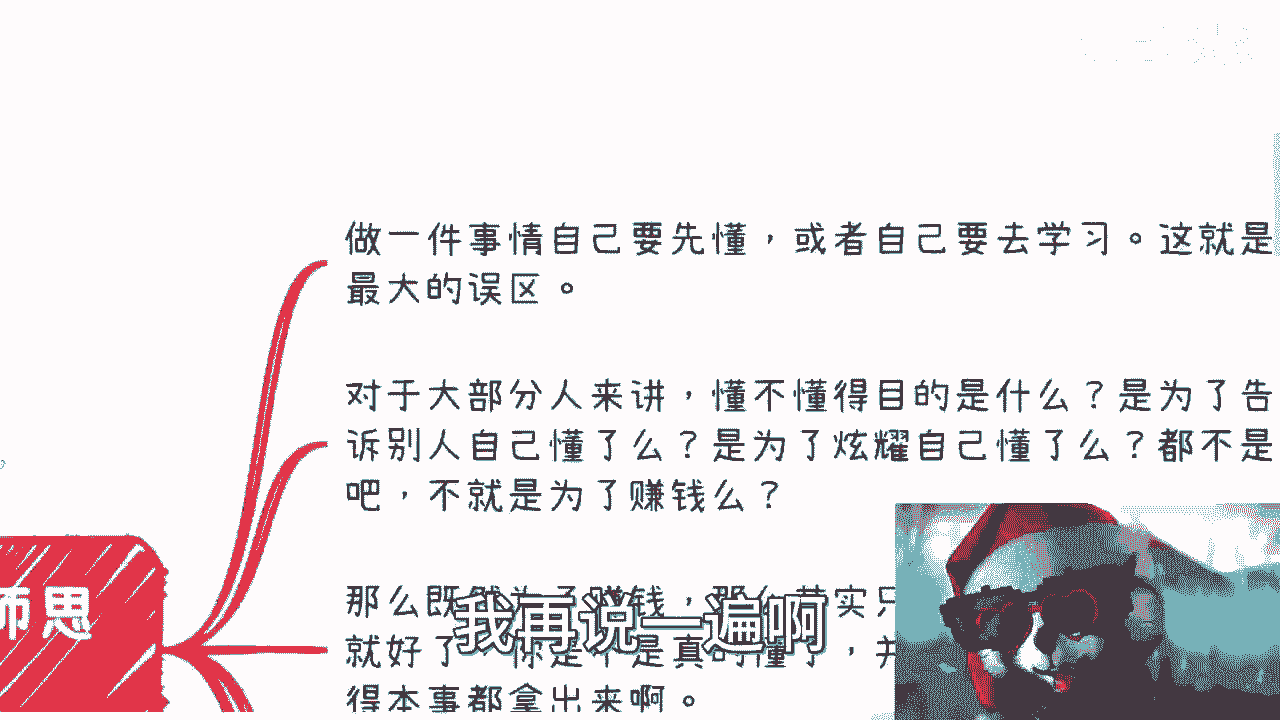 做一件事情自己要先懂，或者自己要去学习。这就是
最大的误区。
对于大部分人来讲，懂不懂得目的是什么？是为了告
诉别人自己懂了么？是为了炫耀自己懂了么？都不是
吧，不就是为了赚钱么？
师思
那么既然为了赚钱，那么其实只
我再说一遍啊
就好了 你是不是真的懂了，并
得本事都拿出来啊。